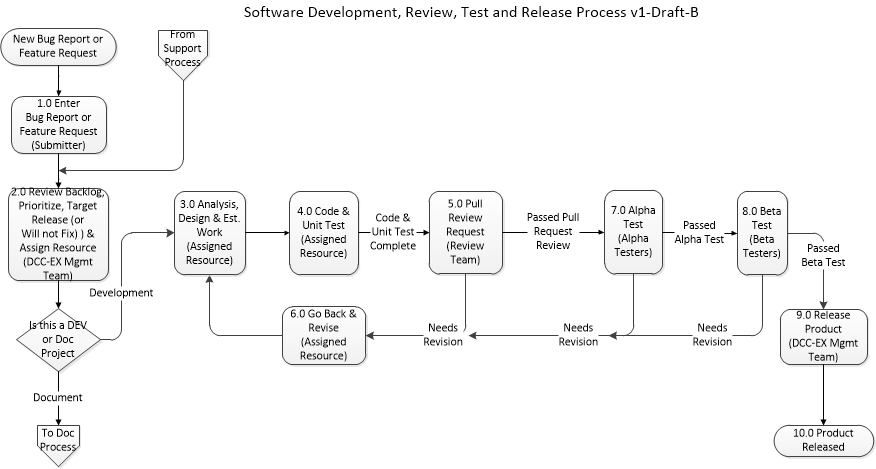 Software Development, Review, Test and Release Process v1-Draft-B
New Bug Report or
Feature Request
From
Support
Process
1.0 Enter
Bug Report or
Feature Request
(Submitter)
2.0 Review Backlog,
Prioritize, Target
Release (or
Will not Fix) ) &
Assign Resource
(DCC-EX Mgmt
Team)
Is this a DEV
or Doc
Project
Development
Document
To Doc
Process
3.0 Analysis,
Design & Est.
Work
(Assigned
Resource)
4.0 Code &
Unit Test
(Assigned
Resource)
Code &
Unit Test
Complete
5.0 Pull
Review
Request
(Review
Team)
Passed Pull
Request
Review
7.0 Alpha
Test
(Alpha
Testers)
Passed
Alpha Test
8.0 Beta
Test
(Beta
Testers)
Passed
Beta Test
6.0 Go Back &
Revise
(Assigned
Resource)
Needs
Revision
Needs
Revision
Needs
Revision
9.0 Release
Product
(DCC-EX Mgmt
Team)
10.0 Product
Released